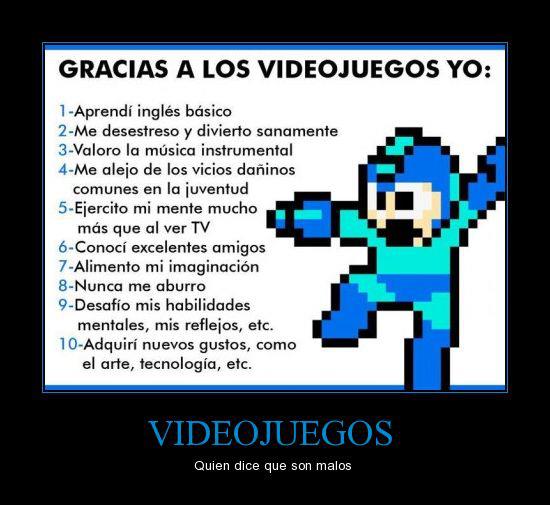 GRACIAS A LOS VIDEOJUEGOS YO:
1-Aprendí inglés básico
2-Me desestreso y divierto sanamente
3-Valoro la música instrumental
4-Me alejo de los vicios dañinos
comunes en la juventud
5-Ejercito mi mente mucho
más que al ver TV
6-Conocí excelentes amigos
7-Alimento mi imaginación
8-Nunca me aburro
9-Desafío mis habilidades
mentales, mis reflejos, etc.
10-Adquirí nuevos gustos, como
el arte, tecnología, etc.
VIDEOJUEGOS
Quien dice que son malos